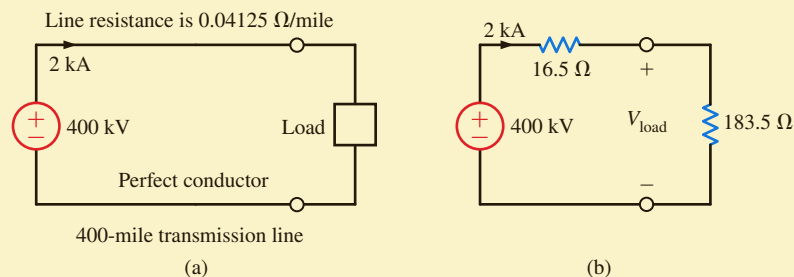 Line resistance is 0.04125 Ω/mile
2 kA
+
−
400 kV
Load
Perfect conductor
400-mile transmission line
(a)
2 kA
16.5 Ω
+
+
−
400 kV
Vload
183.5 Ω
−
(b)